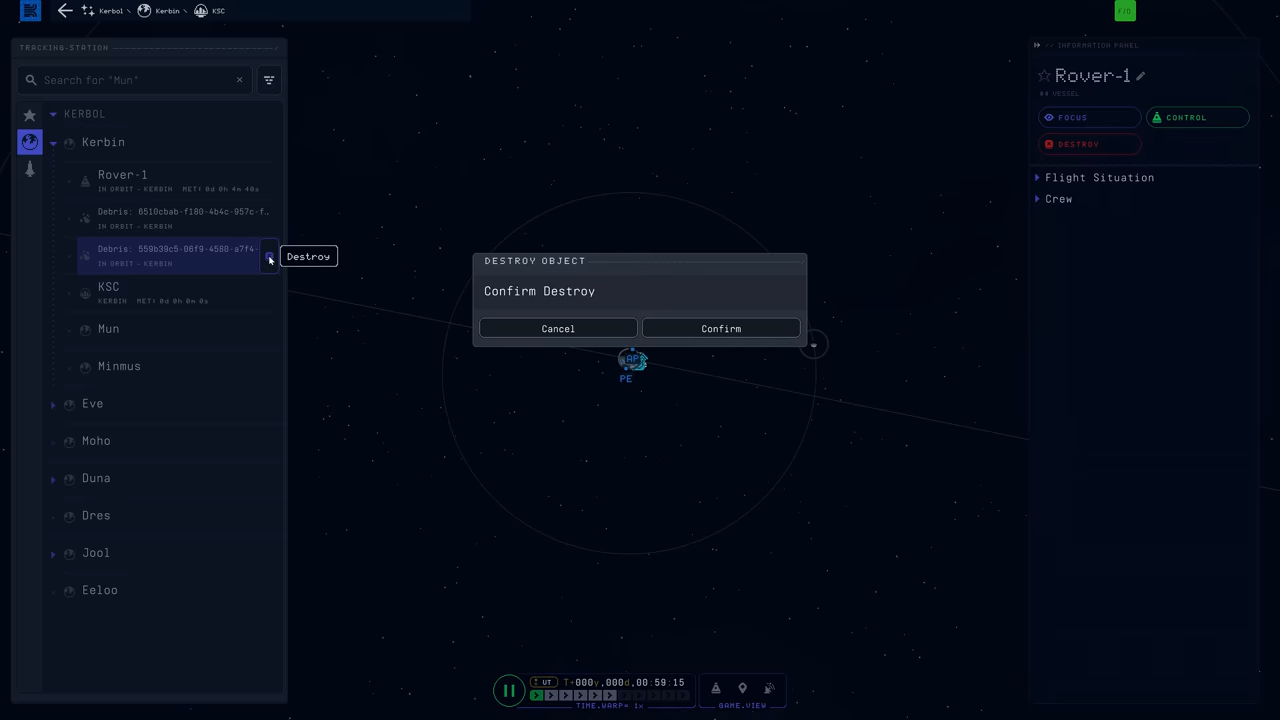 Kerbol
Kerbin
KSC
F/O
TRACKING-STATION
Search for "Mun"
KERBOL
Kerbin
Rover-1
IN ORBIT - KERBIN MET: 0d 0h 4m 40s
Debris: 6510cbab-f180-4b4c-957c-f…
IN ORBIT - KERBIN
Debris: 559b39c5-06f9-4580-a7f4-
IN ORBIT - KERBIN
Destroy
KSC
KERBIN MET: 0d 0h 0m 0s
Mun
Minmus
Eve
Moho
Duna
Dres
Jool
Eeloo
DESTROY OBJECT
Confirm Destroy
Cancel
Confirm
AP
PE
// INFORMATION PANEL
Rover-1
## VESSEL
FOCUS
CONTROL
DESTROY
Flight Situation
Crew
UT T+000y,000d,00:59:15
TIME.WARP= 1x
GAME.VIEW